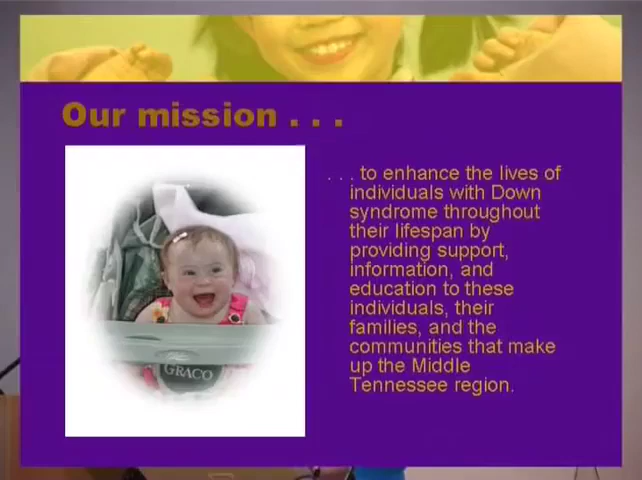 Our mission . . .
. . . to enhance the lives of
individuals with Down
syndrome throughout
their lifespan by
providing support,
information, and
education to these
individuals, their
families, and the
communities that make
up the Middle
Tennessee region.
GRACO